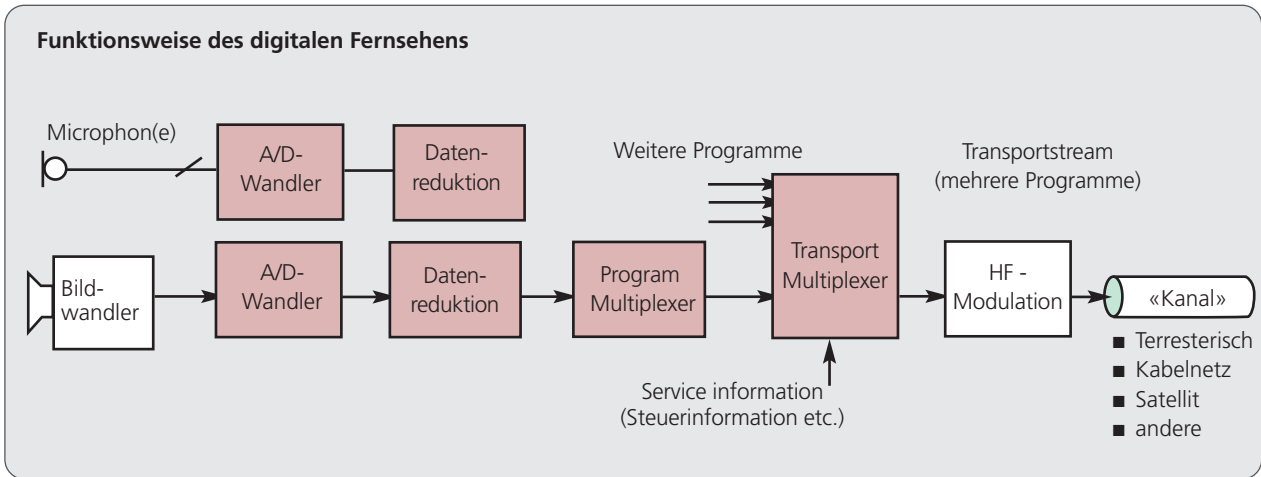 Funktionsweise des digitalen Fernsehens
Microphon(e)
A/D-
Wandler
Daten-
reduktion
Weitere Programme
Transportstream
(mehrere Programme)
Bild-
wandler
A/D-
Wandler
Daten-
reduktion
Program
Multiplexer
Transport
Multiplexer
HF -
Modulation
«Kanal»
■ Terresterisch
■ Kabelnetz
■ Satellit
■ andere
Service information
(Steuerinformation etc.)